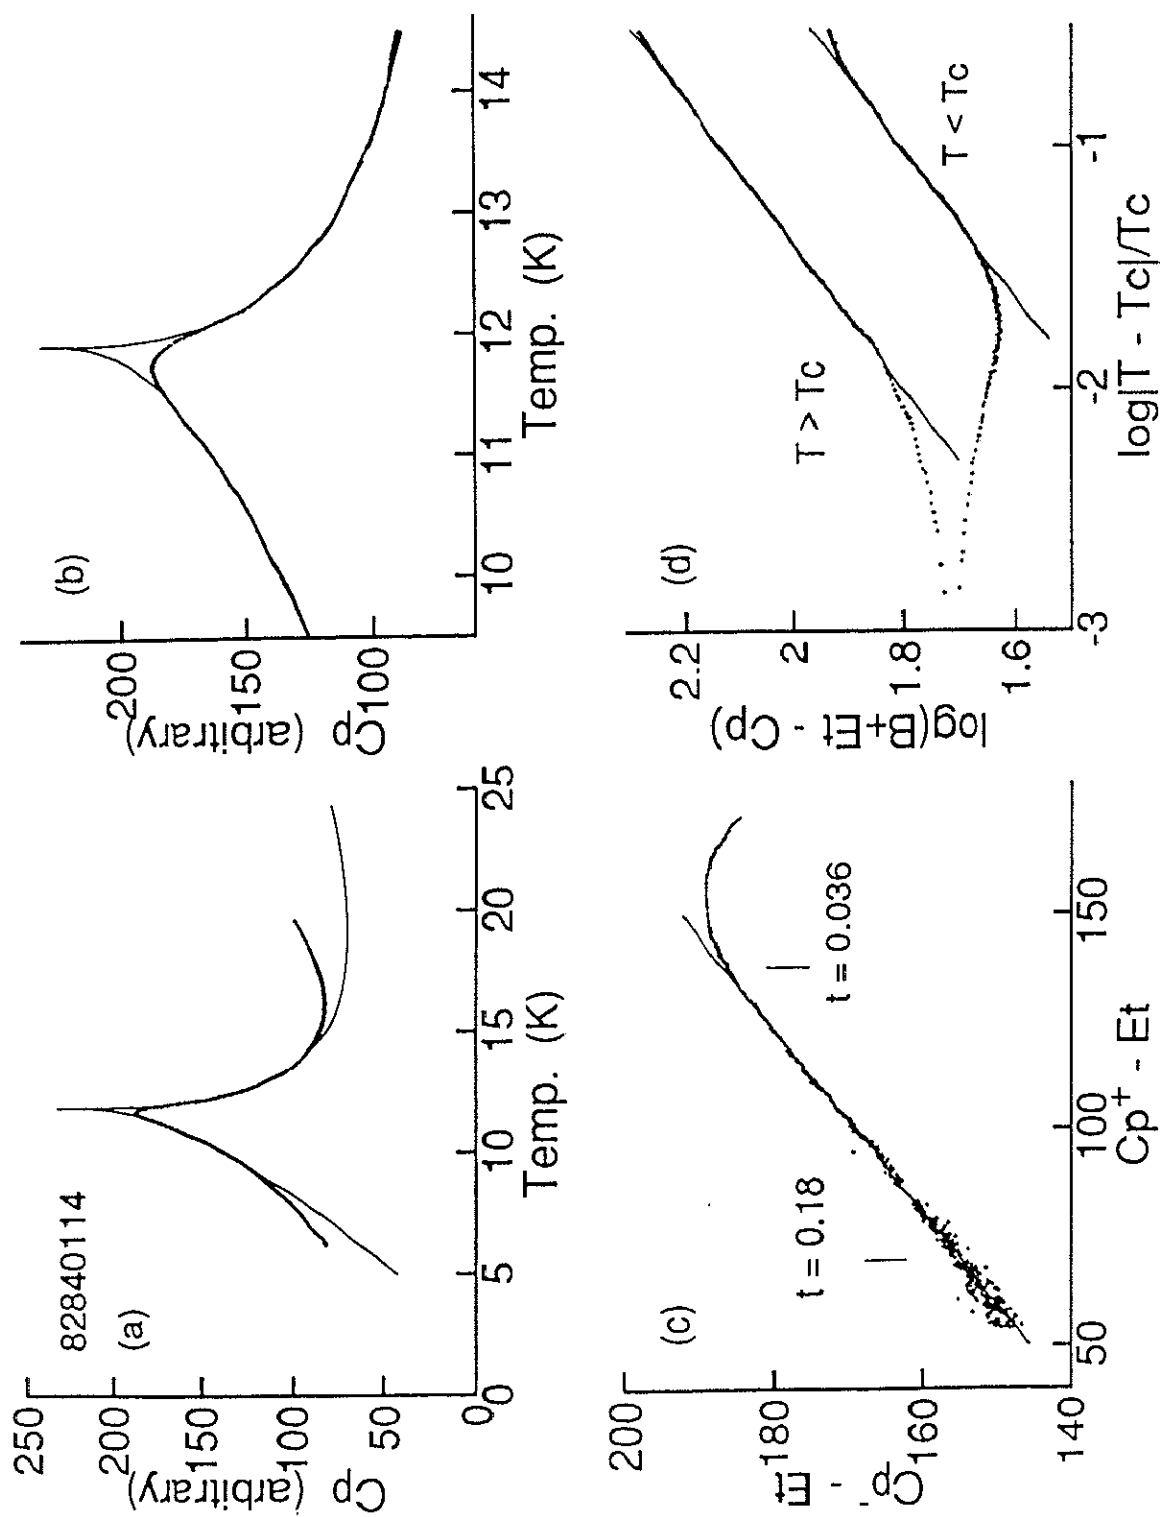 82840114
(a)
250
200
150
100
50
0
Cp (arbitrary)
0
5
10
15
20
25
Temp. (K)
(b)
200
150
100
Cp (arbitrary)
10
11
12
13
14
Temp. (K)
(c)
200
180
160
140
Cp⁻ - Et
t = 0.18
t = 0.036
50
100
150
Cp⁺ - Et
(d)
2.2
2
1.8
1.6
log(B+Et - Cp)
T > Tc
T < Tc
-3
-2
-1
log|T - Tc|/Tc